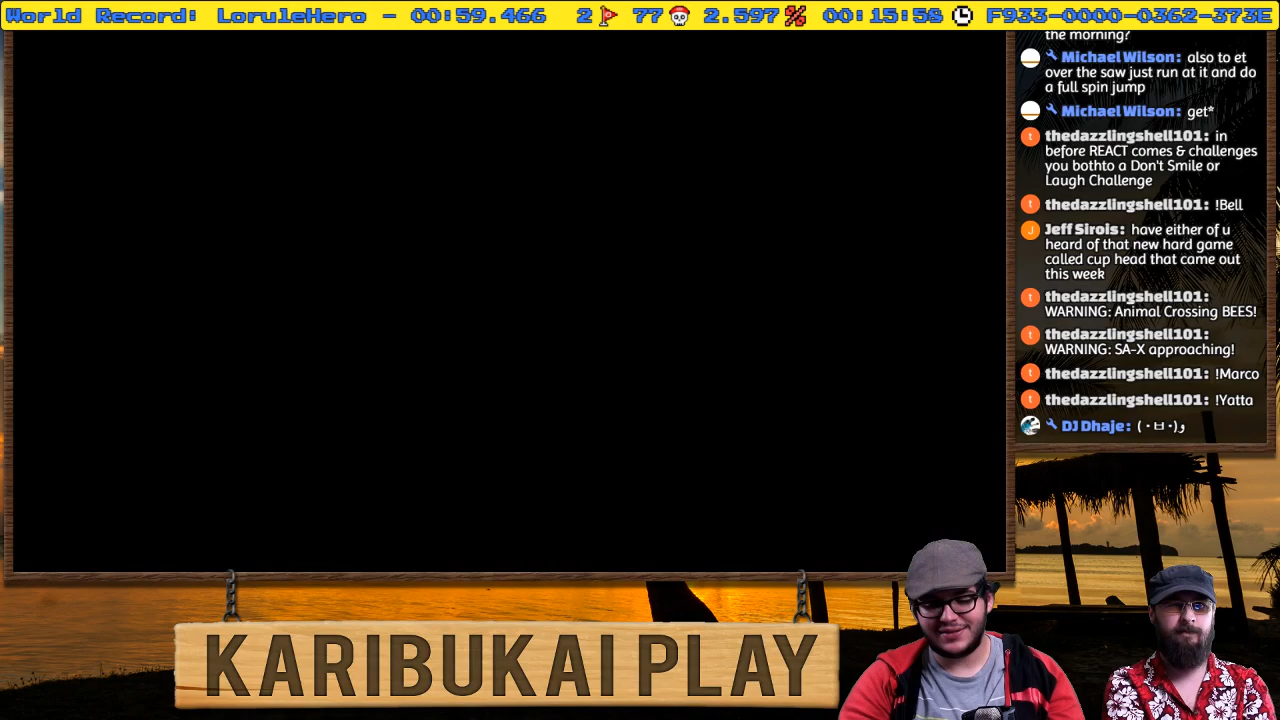 World Record: LoruleHero - 00:59.466 2 77 2.597% 00:15:58 F933-0000-0362-373E
the morning?
Michael Wilson: also to et
over the saw just run at it and do
a full spin jump
Michael Wilson: get*
thedazzlingshell101: in
before REACT comes & challenges
you bothto a Don't Smile or
Laugh Challenge
thedazzlingshell101: !Bell
Jeff Sirois: have either of u
heard of that new hard game
called cup head that came out
this week
thedazzlingshell101:
WARNING: Animal Crossing BEES!
thedazzlingshell101:
WARNING: SA-X approaching!
thedazzlingshell101: !Marco
thedazzlingshell101: !Yatta
DJ Dhaje: (・ㅂ・)و
KARIBUKAI PLAY